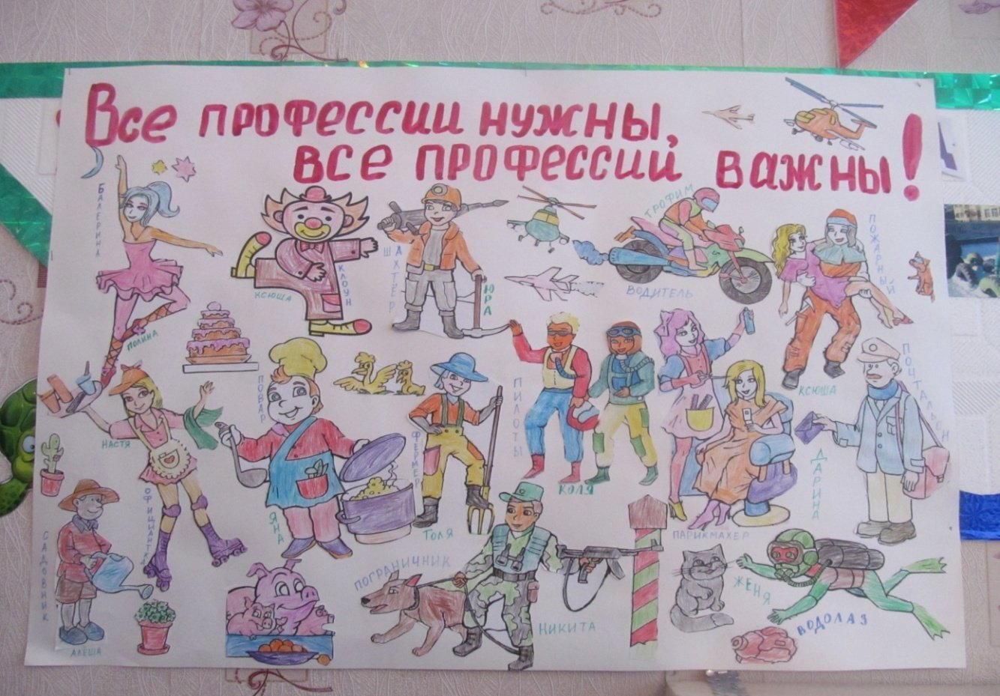 Все профессии нужны,
все профессии важны!
БАЛЕРИНА
ПОЛИНА
КСЮША
КЛОУН
ШАХТЁР
ЮРА
ТРОФИМ
ВОДИТЕЛЬ
ПОЖАРНЫЙ
КСЮША
НАСТЯ
ОФИЦИАНТКА
ПОВАР
ЯНА
ФЕРМЕР
ТОЛЯ
ПИЛОТЫ
КОЛЯ
ПАРИКМАХЕР
ПОЧТАЛЬОН
ДАРИНА
САДОВНИК
АЛЕША
ПОГРАНИЧНИК
НИКИТА
ЖЕНЯ
ВОДОЛАЗ